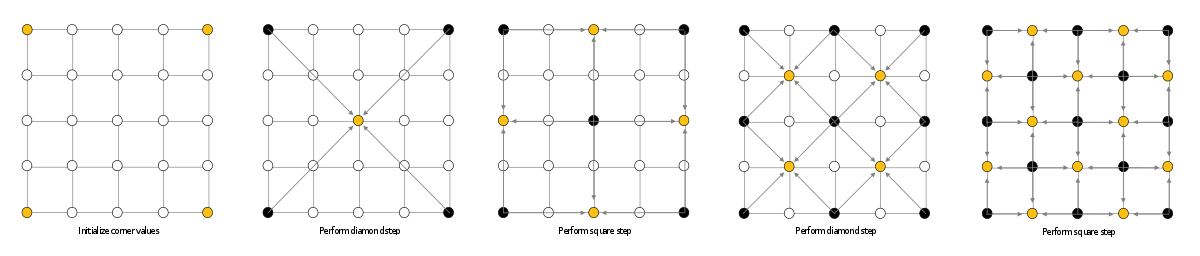 Initialize corner values
Perform diamond step
Perform square step
Perform diamond step
Perform square step